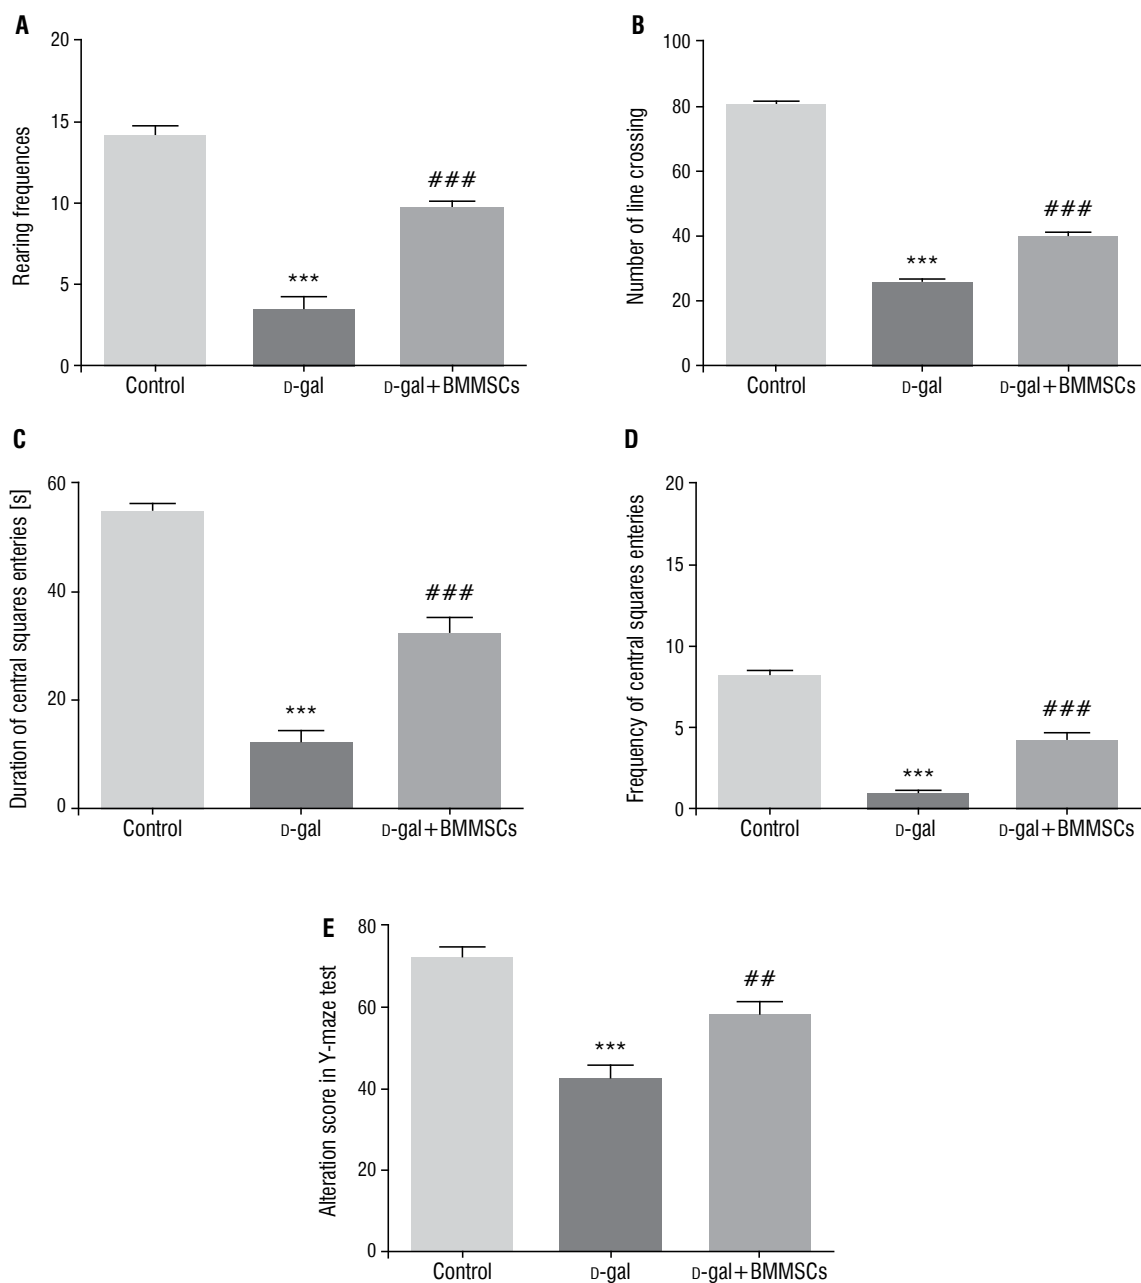 A
Rearing frequences
20
15
10
5
0
***
###
Control
D-gal
D-gal+BMMSCs
B
Number of line crossing
100
80
60
40
20
0
***
###
Control
D-gal
D-gal+BMMSCs
C
Duration of central squares enteries [s]
60
40
20
0
***
###
Control
D-gal
D-gal+BMMSCs
D
Frequency of central squares enteries
20
15
10
5
0
***
###
Control
D-gal
D-gal+BMMSCs
E
Alteration score in Y-maze test
80
60
40
20
0
***
##
Control
D-gal
D-gal+BMMSCs